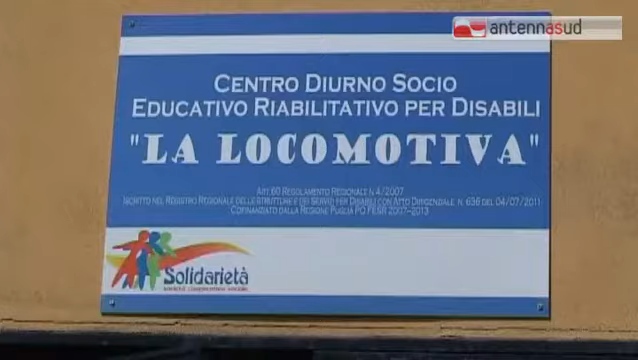 antennasud
Centro Diurno Socio
Educativo Riabilitativo per Disabili
"LA LOCOMOTIVA"
Art. 60 Regolamento Regionale n.4/2007
Iscritto nel Registro Regionale delle strutture e dei servizi per Disabili con Atto Dirigenziale n. 636 del 04/07/2011
Cofinanziato dalla Regione Puglia PO FESR 2007-2013
Solidarietà